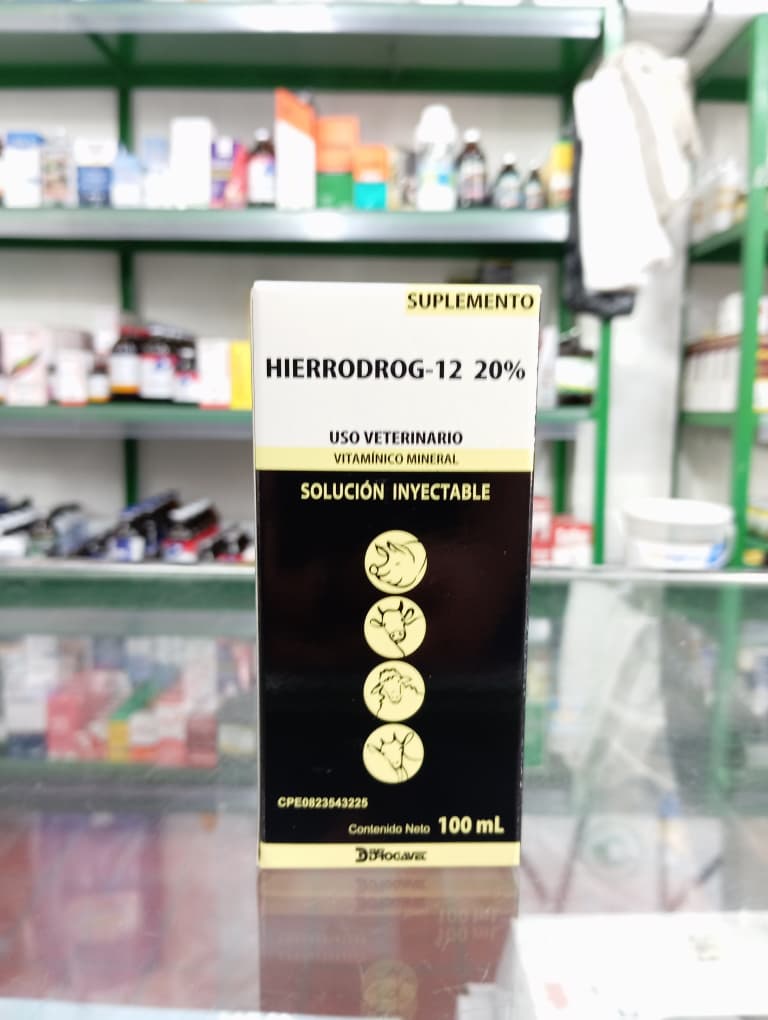 SUPLEMENTO
HIERRODROG-12 20%
USO VETERINARIO
VITAMÍNICO MINERAL
SOLUCIÓN INYECTABLE
CPE0823543225
Contenido Neto 100 mL